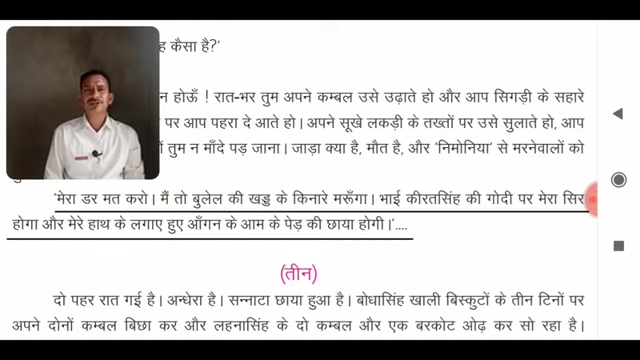 ह कैसा है?’
न होऊँ ! रात-भर तुम अपने कम्बल उसे उढ़ाते हो और आप सिगड़ी के सहारे
पर आप पहरा दे आते हो। अपने सूखे लकड़ी के तख्तों पर उसे सुलाते हो, आप
तुम न माँदे पड़ जाना। जाड़ा क्या है, मौत है, और ‘निमोनिया’ से मरनेवालों को
‘मेरा डर मत करो। मैं तो बुलेल की खड्ड के किनारे मरूँगा। भाई कीरतसिंह की गोदी पर मेरा सिर
होगा और मेरे हाथ के लगाए हुए आँगन के आम के पेड़ की छाया होगी।’....
(तीन)
दो पहर रात गई है। अन्धेरा है। सन्नाटा छाया हुआ है। बोधासिंह खाली बिस्कुटों के तीन टिनों पर
अपने दोनों कम्बल बिछा कर और लहनासिंह के दो कम्बल और एक बरकोट ओढ़ कर सो रहा है।